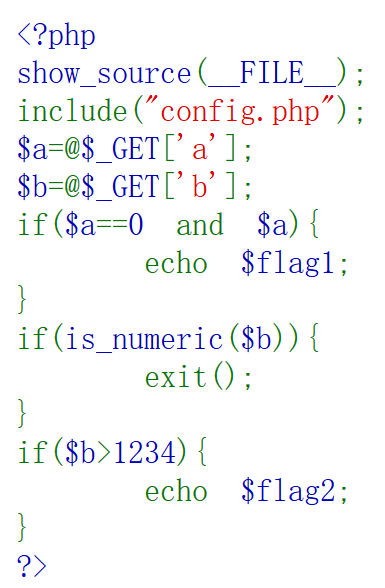 <?php
show_source(__FILE__);
include("config.php");
$a=@$_GET['a'];
$b=@$_GET['b'];
if($a==0 and $a){
echo $flag1;
}
if(is_numeric($b)){
exit();
}
if($b>1234){
echo $flag2;
}
?>